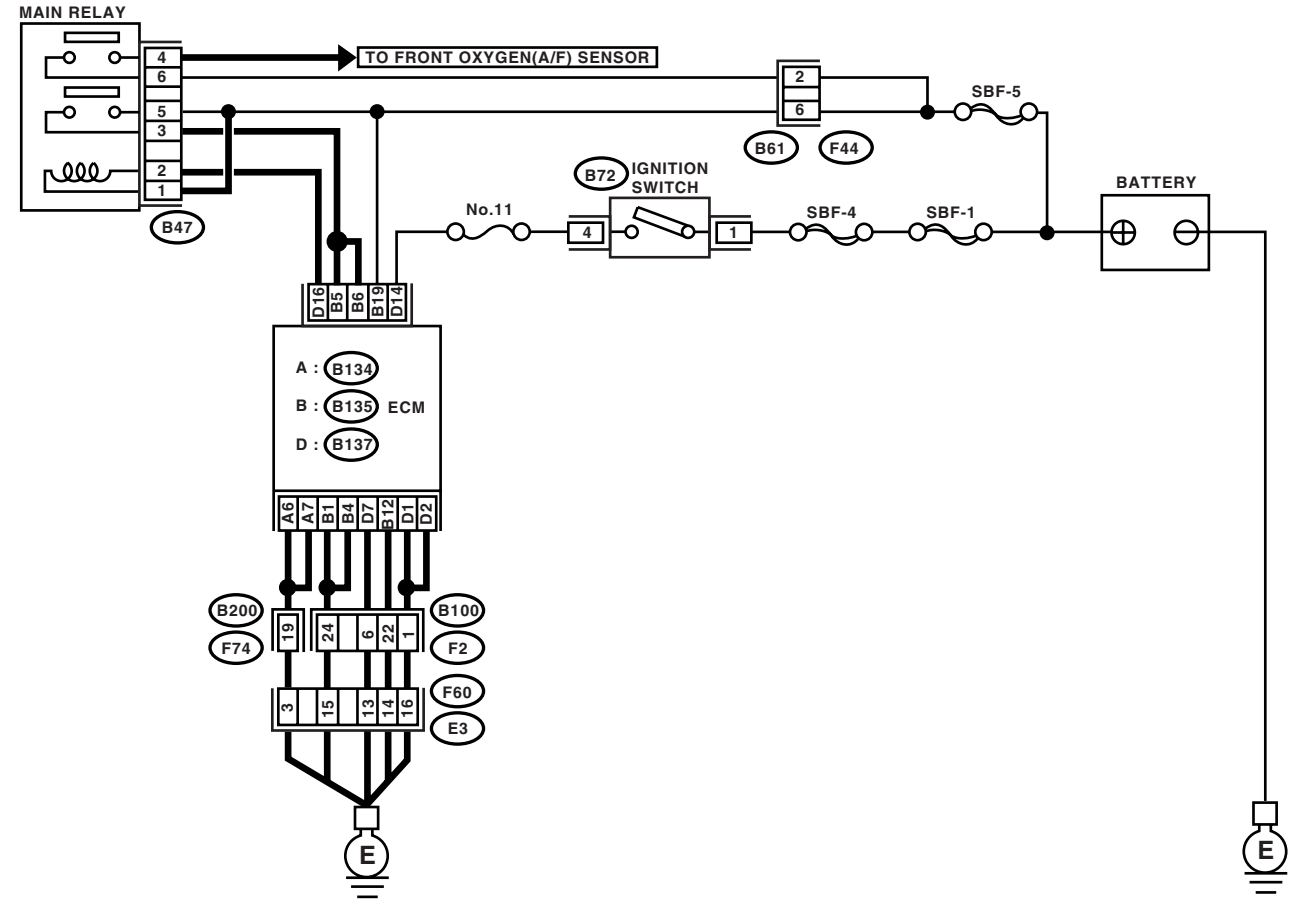 MAIN RELAY
4
TO FRONT OXYGEN(A/F) SENSOR
6
5
3
2
1
B47
2
6
B61
F44
SBF-5
BATTERY
B72
IGNITION
SWITCH
No.11
4
1
SBF-4
SBF-1
D16
B5
B6
B19
D14
A : B134
B : B135
ECM
D : B137
A6
A7
B1
B4
D7
B12
D1
D2
B200
F74
19
24
6
22
1
B100
F2
3
15
13
14
16
F60
E3
E
E